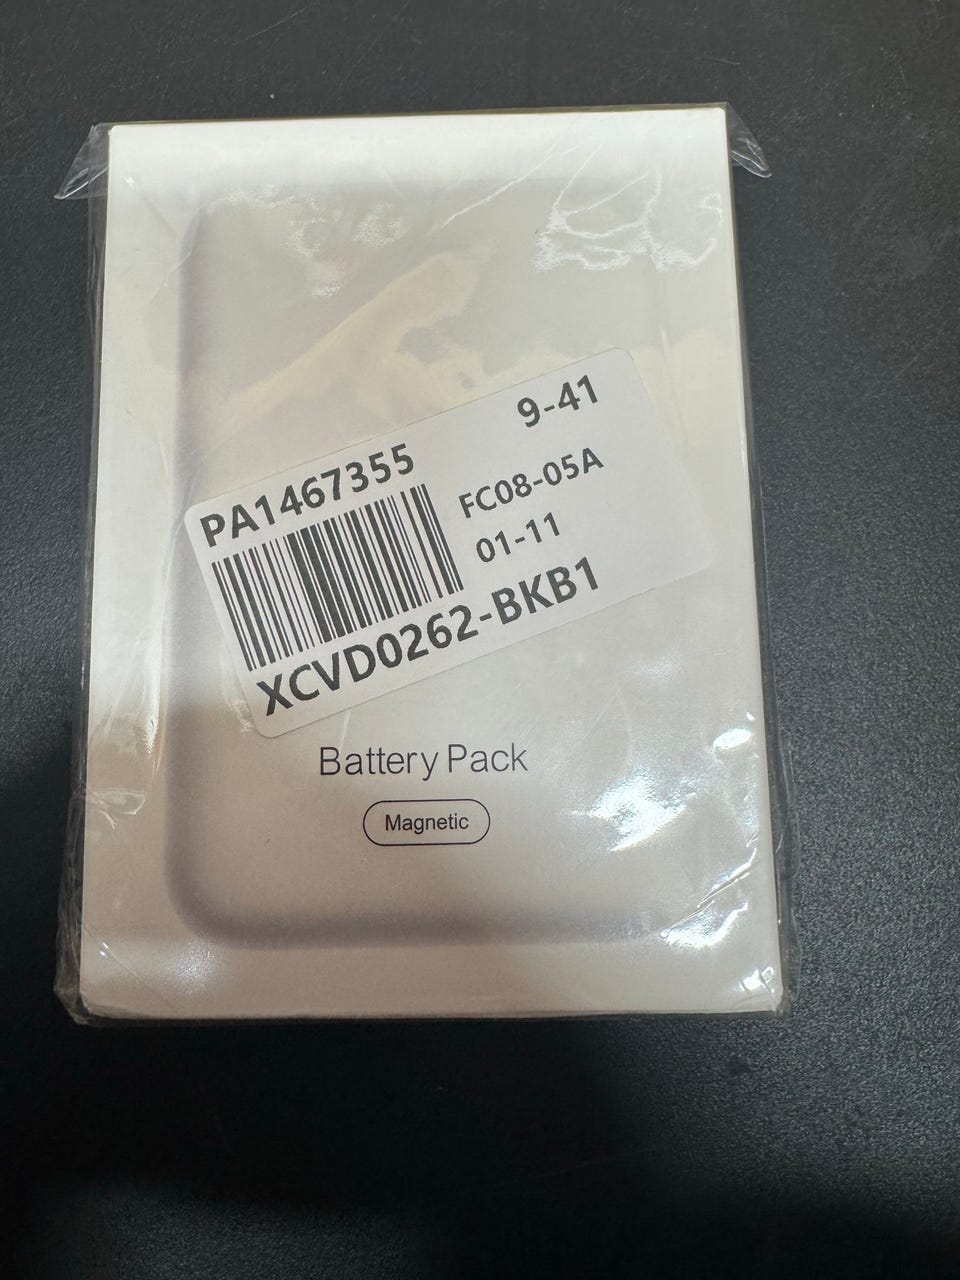 9-41
PA1467355
FC08-05A
01-11
XCVD0262-BKB1
Battery Pack
Magnetic